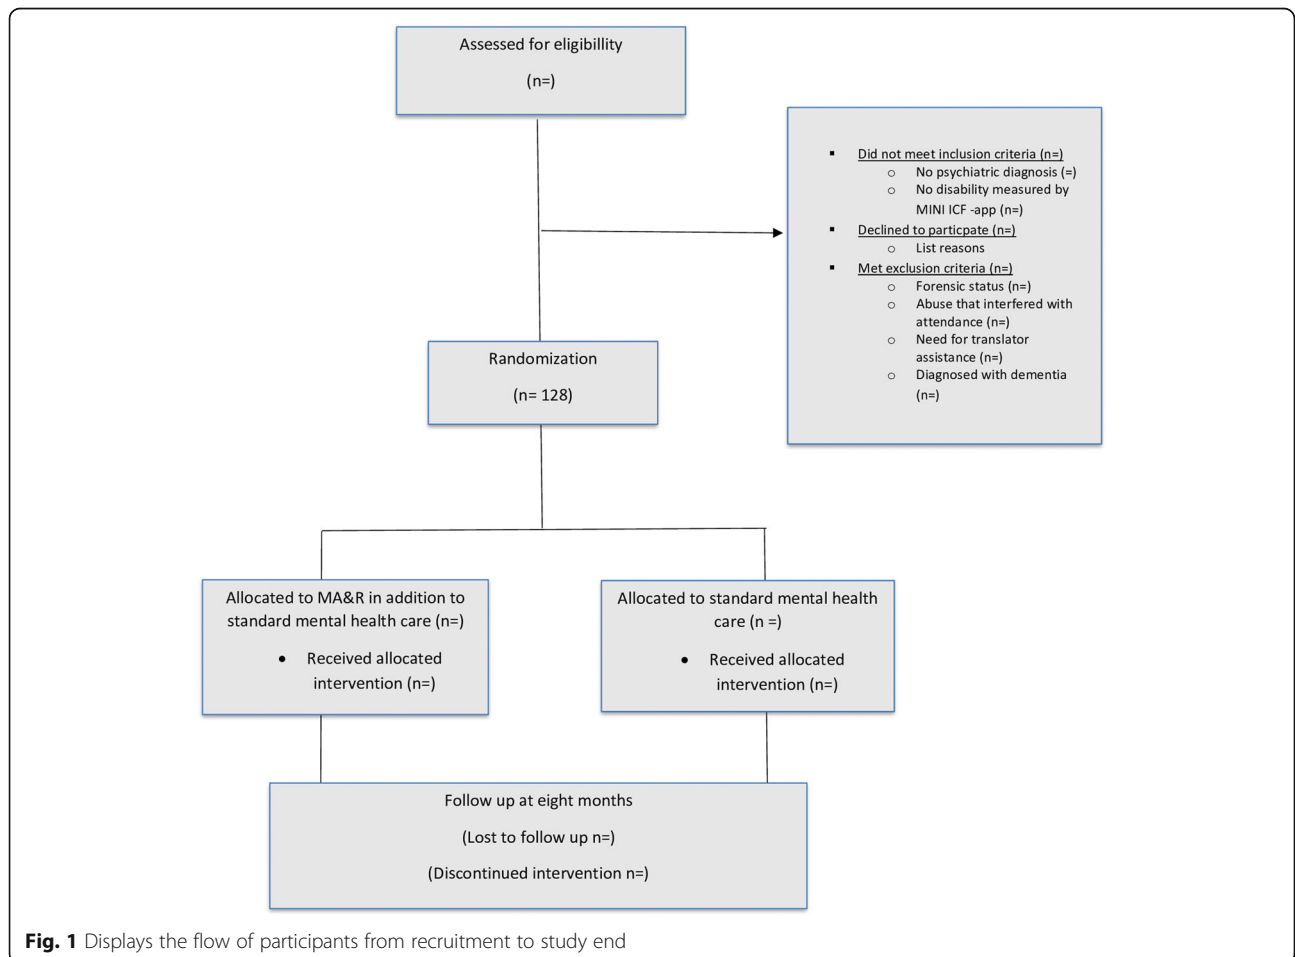 Assessed for eligibillity
(n=)
▪ Did not meet inclusion criteria (n=)
o No psychiatric diagnosis (=)
o No disability measured by
MINI ICF -app (n=)
▪ Declined to particpate (n=)
o List reasons
▪ Met exclusion criteria (n=)
o Forensic status (n=)
o Abuse that interfered with
attendance (n=)
o Need for translator
assistance (n=)
o Diagnosed with dementia
(n=)
Randomization
(n= 128)
Allocated to MA&R in addition to
standard mental health care (n=)
• Received allocated
intervention (n=)
Allocated to standard mental health
care (n =)
• Received allocated
intervention (n=)
Follow up at eight months
(Lost to follow up n=)
(Discontinued intervention n=)
Fig. 1 Displays the flow of participants from recruitment to study end